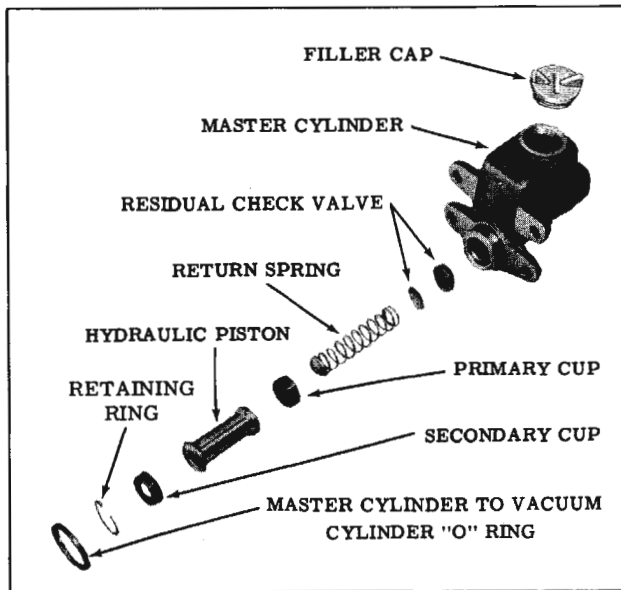 FILLER CAP
MASTER CYLINDER
RESIDUAL CHECK VALVE
RETURN SPRING
HYDRAULIC PISTON
RETAINING
RING
PRIMARY CUP
SECONDARY CUP
MASTER CYLINDER TO VACUUM
CYLINDER "O" RING